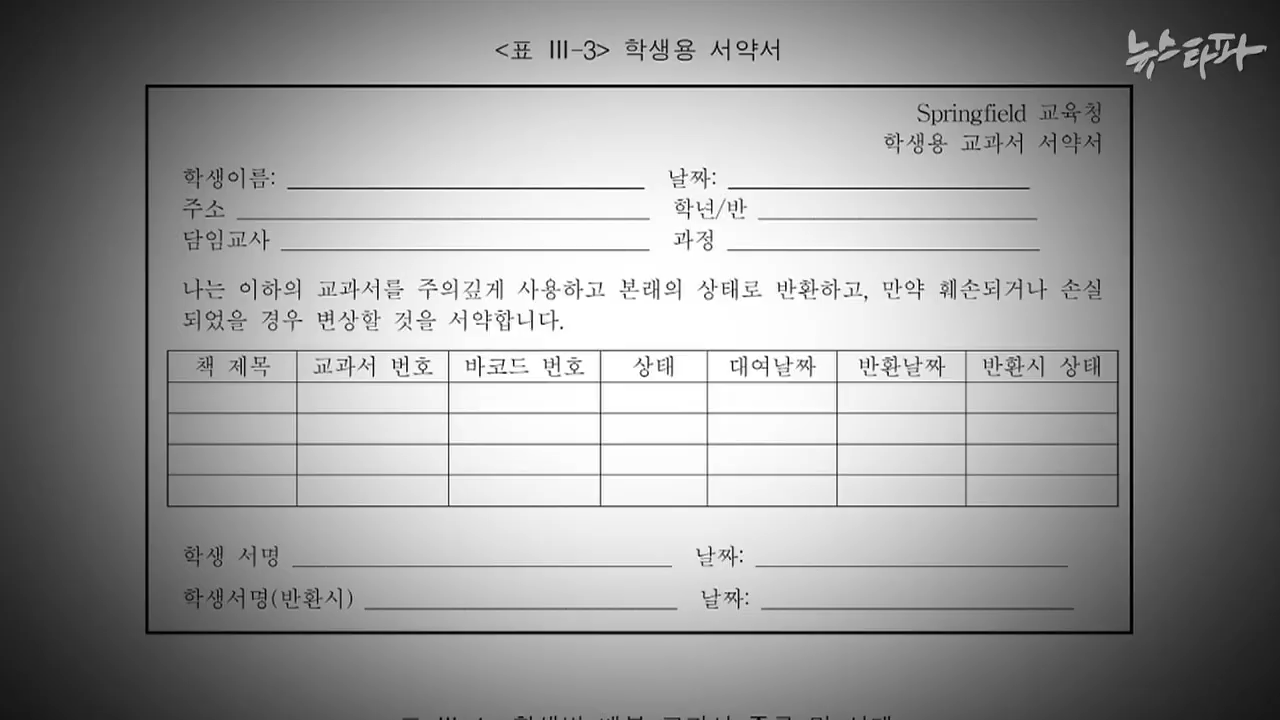 <표 Ⅲ-3> 학생용 서약서
뉴스타파
Springfield 교육청
학생용 교과서 서약서
학생이름: 날짜:
주소 학년/반
담임교사 과정
나는 이하의 교과서를 주의깊게 사용하고 본래의 상태로 반환하고, 만약 훼손되거나 손실
되었을 경우 변상할 것을 서약합니다.
책 제목 교과서 번호 바코드 번호 상태 대여날짜 반환날짜 반환시 상태
학생 서명 날짜:
학생서명(반환시) 날짜: